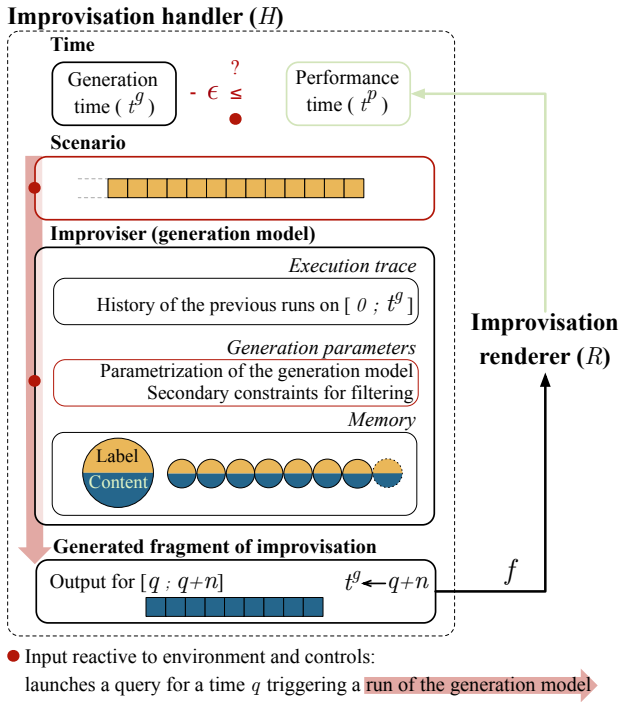 Improvisation handler (H)
Time
Generation
time ( t^g )
- ϵ ≤
?
Performance
time ( t^p )
Scenario
Improviser (generation model)
Execution trace
History of the previous runs on [ 0 ; t^g ]
Generation parameters
Parametrization of the generation model
Secondary constraints for filtering
Memory
Label
Content
Improvisation
renderer (R)
Generated fragment of improvisation
Output for [q ; q+n]
t^g ← q+n
f
Input reactive to environment and controls:
launches a query for a time q triggering a run of the generation model